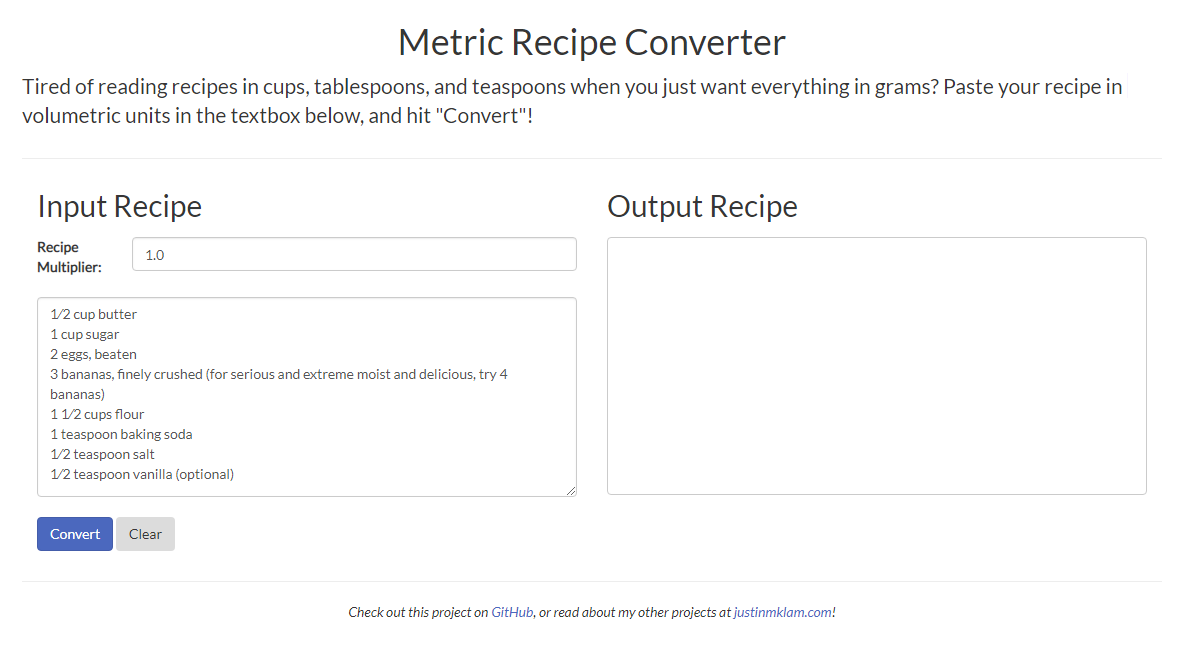 Metric Recipe Converter
Tired of reading recipes in cups, tablespoons, and teaspoons when you just want everything in grams? Paste your recipe in
volumetric units in the textbox below, and hit "Convert"!
Input Recipe
Recipe
Multiplier:
1.0
1⁄2 cup butter
1 cup sugar
2 eggs, beaten
3 bananas, finely crushed (for serious and extreme moist and delicious, try 4
bananas)
1 1⁄2 cups flour
1 teaspoon baking soda
1⁄2 teaspoon salt
1⁄2 teaspoon vanilla (optional)
Convert
Clear
Output Recipe
Check out this project on GitHub, or read about my other projects at justinmklam.com!